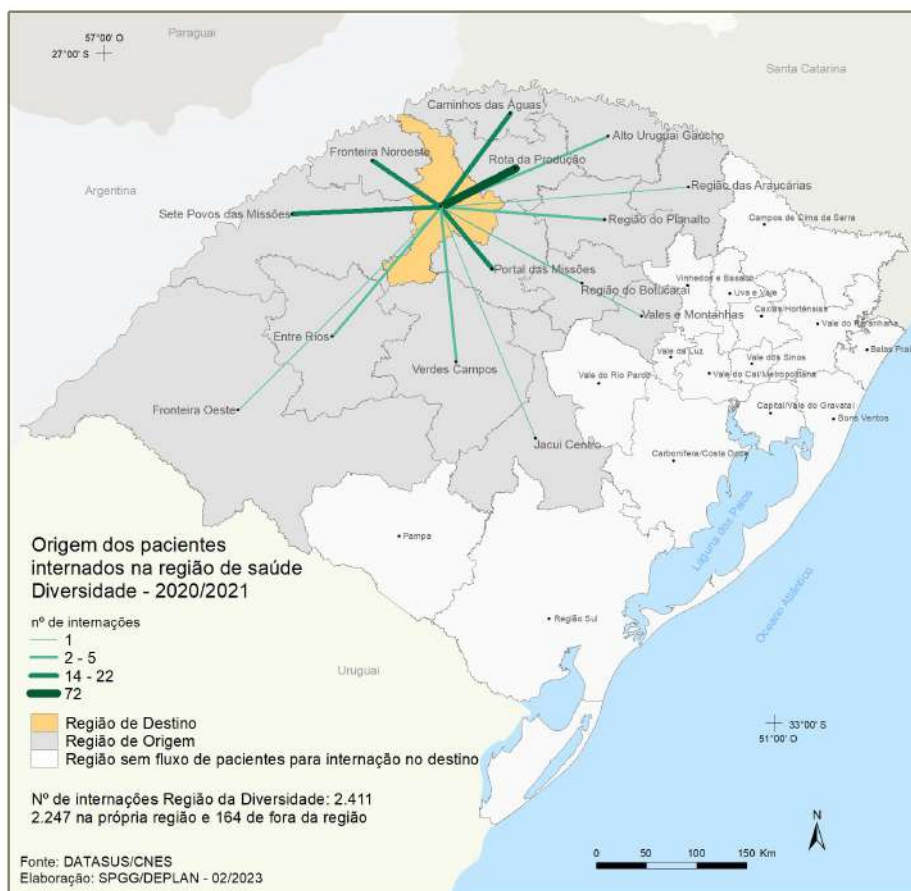 Paraguai
57°00' O
27°00' S
Santa Catarina
Caminhos das Águas
Alto Uruguai Gaúcho
Fronteira Noroeste
Rota da Produção
Argentina
Região das Araucárias
Sete Povos das Missões
Região do Planalto
Campos de Cima da Serra
Portal das Missões
Região do Botucaraí
Vinhedos e Basalto
Uva e Vale
Vales e Montanhas
Caxias/Hortênsias
Vale do Paranhana
Entre Rios
Vale da Luz
Belas Praias
Verdes Campos
Vale dos Sinos
Vale do Rio Pardo
Vale do Caí/Metropolitana
Fronteira Oeste
Capital/Vale do Gravataí
Bons Ventos
Jacuí Centro
Carbonífera/Costa Doce
Laguna dos Patos
Pampa
Oceano Atlântico
Região Sul
Uruguai
Origem dos pacientes
internados na região de saúde
Diversidade - 2020/2021
nº de internações
1
2 - 5
14 - 22
72
Região de Destino
Região de Origem
Região sem fluxo de pacientes para internação no destino
33°00' S
51°00' O
Nº de internações Região da Diversidade: 2.411
2.247 na própria região e 164 de fora da região
N
0 50 100 150 Km
Fonte: DATASUS/CNES
Elaboração: SPGG/DEPLAN - 02/2023